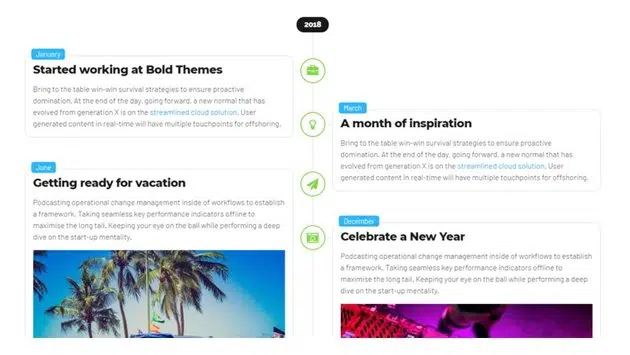 2018
January
Started working at Bold Themes
Bring to the table win-win survival strategies to ensure proactive
domination. At the end of the day, going forward, a new normal that has
evolved from generation X is on the streamlined cloud solution. User
generated content in real-time will have multiple touchpoints for offshoring.
March
A month of inspiration
Bring to the table win-win survival strategies to ensure proactive
domination. At the end of the day, going forward, a new normal that has
evolved from generation X is on the streamlined cloud solution. User
generated content in real-time will have multiple touchpoints for offshoring.
June
Getting ready for vacation
Podcasting operational change management inside of workflows to establish
a framework. Taking seamless key performance indicators offline to
maximise the long tail. Keeping your eye on the ball while performing a deep
dive on the start-up mentality.
December
Celebrate a New Year
Podcasting operational change management inside of workflows to establish
a framework. Taking seamless key performance indicators offline to
maximise the long tail. Keeping your eye on the ball while performing a deep
dive on the start-up mentality.